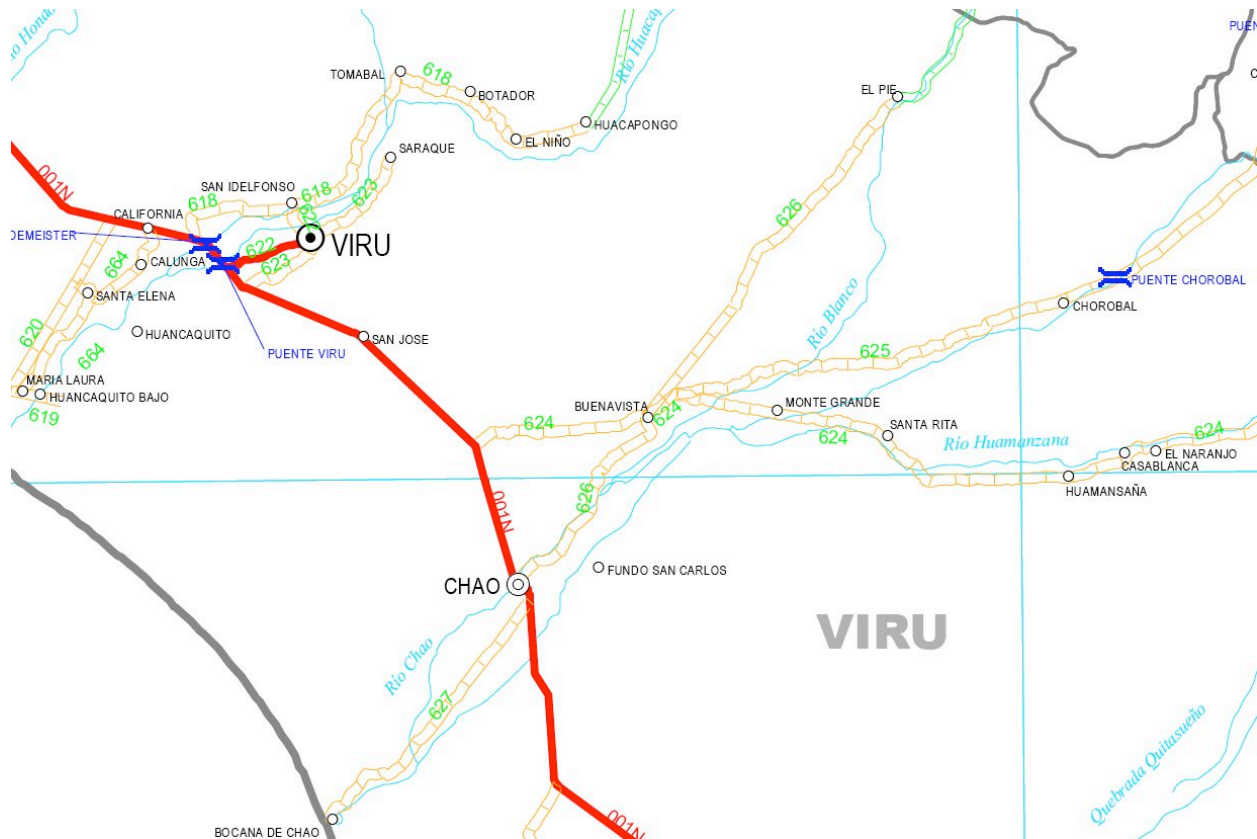 Río Huacap
PUEN
TOMABAL
618
BOTADOR
EL PIE
HUACAPONGO
EL NIÑO
SARAQUE
001N
SAN IDELFONSO
618
618
623
623
CALIFORNIA
DEMEISTER
622
VIRU
626
664
CALUNGA
623
SANTA ELENA
PUENTE CHOROBAL
CHOROBAL
Río Blanco
620
HUANCAQUITO
SAN JOSE
664
PUENTE VIRU
625
MARIA LAURA
HUANCAQUITO BAJO
619
BUENAVISTA
624
MONTE GRANDE
624
624
SANTA RITA
Río Huamanzana
624
EL NARANJO
CASABLANCA
HUAMANSAÑA
626
001N
CHAO
FUNDO SAN CARLOS
VIRU
Río Chao
627
Quebrada Quitasueño
BOCANA DE CHAO
001N